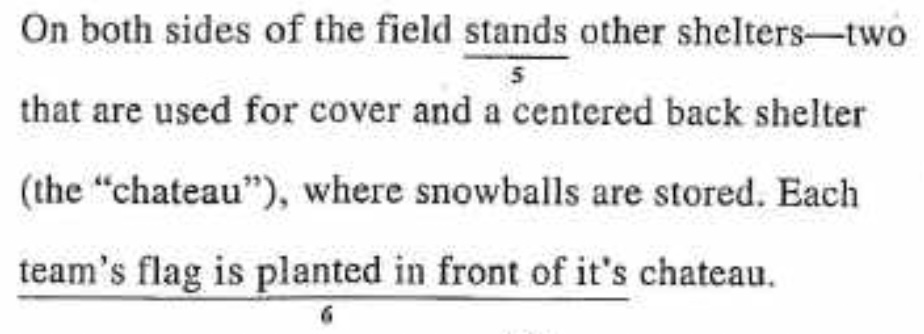 On both sides of the field stands other shelters—two
5
that are used for cover and a centered back shelter
(the “chateau”), where snowballs are stored. Each
team’s flag is planted in front of it’s chateau.
6